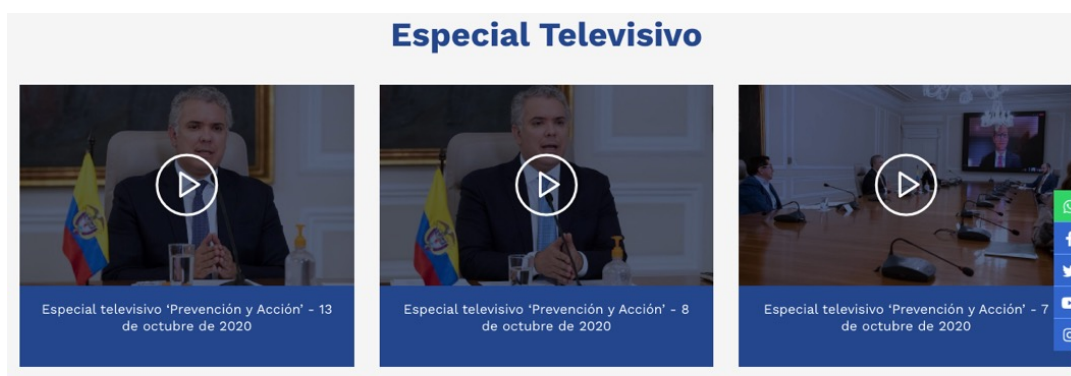 Especial Televisivo
Especial televisivo ‘Prevención y Acción’ - 13
de octubre de 2020
Especial televisivo ‘Prevención y Acción’ - 8
de octubre de 2020
Especial televisivo ‘Prevención y Acción’ - 7
de octubre de 2020